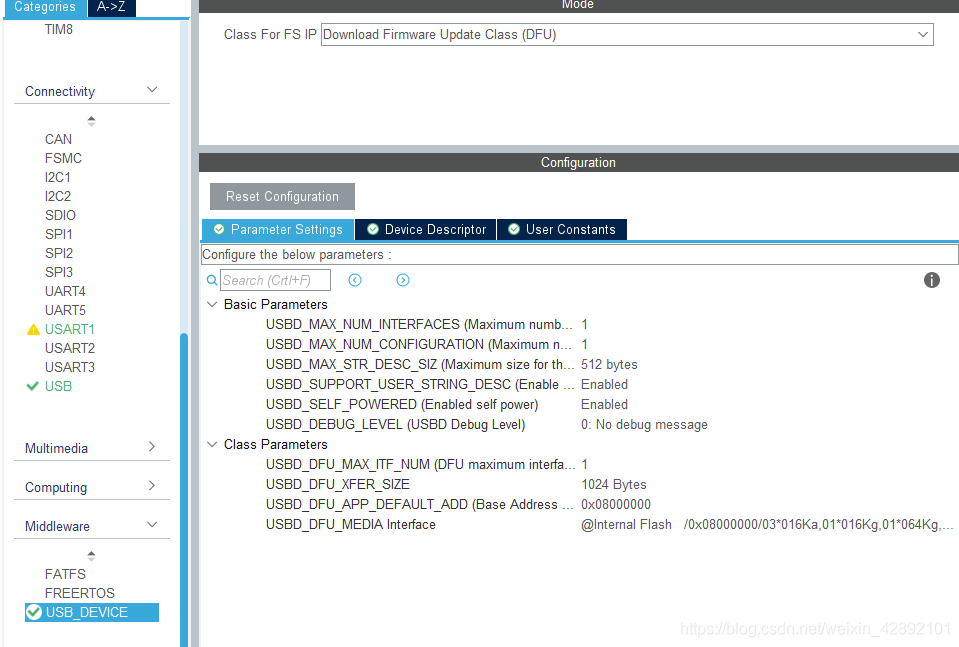 Categories A->Z
TIM8
Connectivity
CAN
FSMC
I2C1
I2C2
SDIO
SPI1
SPI2
SPI3
UART4
UART5
USART1
USART2
USART3
USB
Multimedia
Computing
Middleware
FATFS
FREERTOS
USB_DEVICE
Mode
Class For FS IP Download Firmware Update Class (DFU)
Configuration
Reset Configuration
Parameter Settings Device Descriptor User Constants
Configure the below parameters :
Search (Crtl+F)
Basic Parameters
USBD_MAX_NUM_INTERFACES (Maximum numb... 1
USBD_MAX_NUM_CONFIGURATION (Maximum n... 1
USBD_MAX_STR_DESC_SIZ (Maximum size for th... 512 bytes
USBD_SUPPORT_USER_STRING_DESC (Enable ... Enabled
USBD_SELF_POWERED (Enabled self power) Enabled
USBD_DEBUG_LEVEL (USBD Debug Level) 0: No debug message
Class Parameters
USBD_DFU_MAX_ITF_NUM (DFU maximum interfa... 1
USBD_DFU_XFER_SIZE 1024 Bytes
USBD_DFU_APP_DEFAULT_ADD (Base Address ... 0x08000000
USBD_DFU_MEDIA Interface @Internal Flash /0x08000000/03*016Ka,01*016Kg,01*064Kg,...
https://blog.csdn.net/weixin_42892101